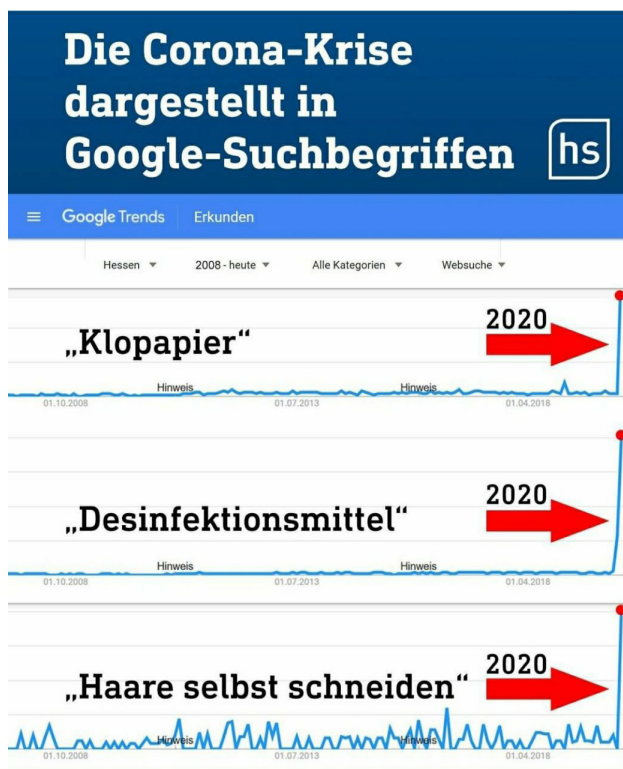 Die Corona-Krise
dargestellt in
Google-Suchbegriffen
hs
Google Trends Erkunden
Hessen 2008 - heute Alle Kategorien Websuche
2020
„Klopapier“
Hinweis Hinweis
01.10.2008 01.07.2013 01.04.2018
2020
„Desinfektionsmittel“
Hinweis Hinweis
01.10.2008 01.07.2013 01.04.2018
2020
„Haare selbst schneiden“
Hinweis Hinweis
01.10.2008 01.07.2013 01.04.2018